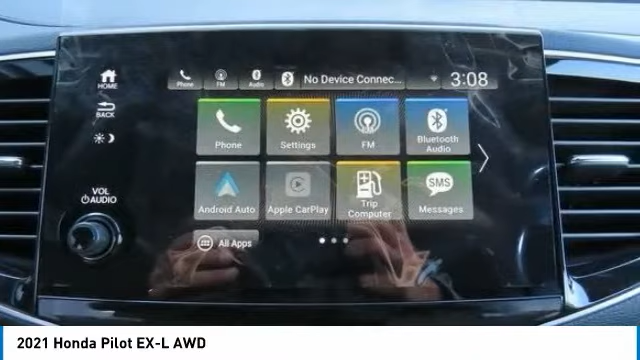 HOME
BACK
VOL
AUDIO
Phone FM Audio No Device Connec... 3:08
Phone Settings FM Bluetooth Audio
Android Auto Apple CarPlay Trip Computer SMS Messages
All Apps
2021 Honda Pilot EX-L AWD